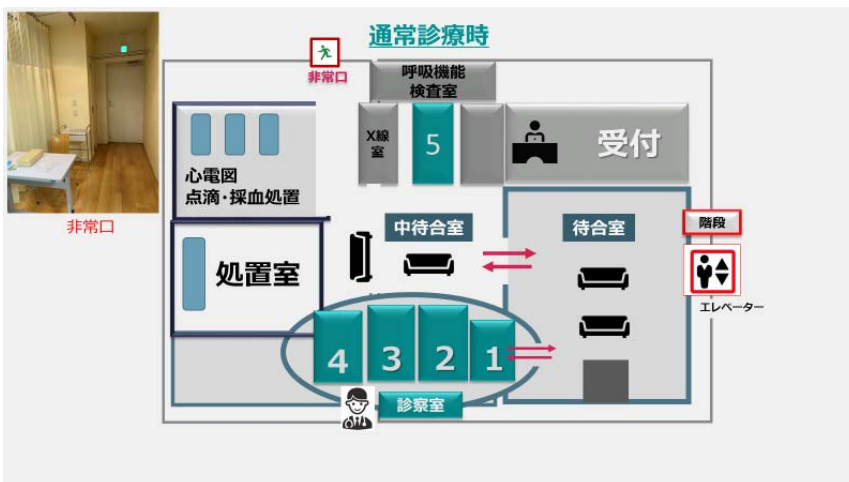 通常診療時
非常口
呼吸機能
検査室
X線
室
5
受付
心電図
点滴・採血処置
非常口
中待合室
待合室
階段
処置室
エレベーター
4
3
2
1
診察室